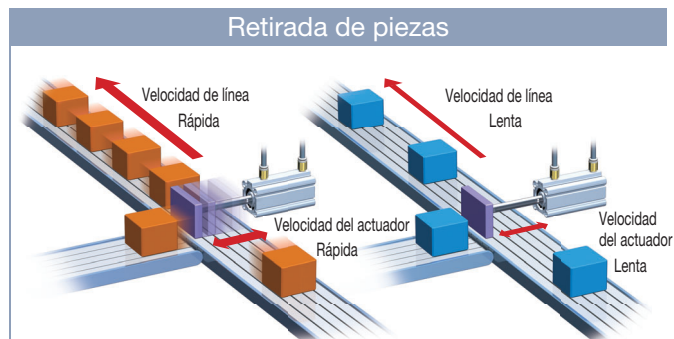 Retirada de piezas
Velocidad de línea
Rápida
Velocidad del actuador
Rápida
Velocidad de línea
Lenta
Velocidad
del actuador
Lenta